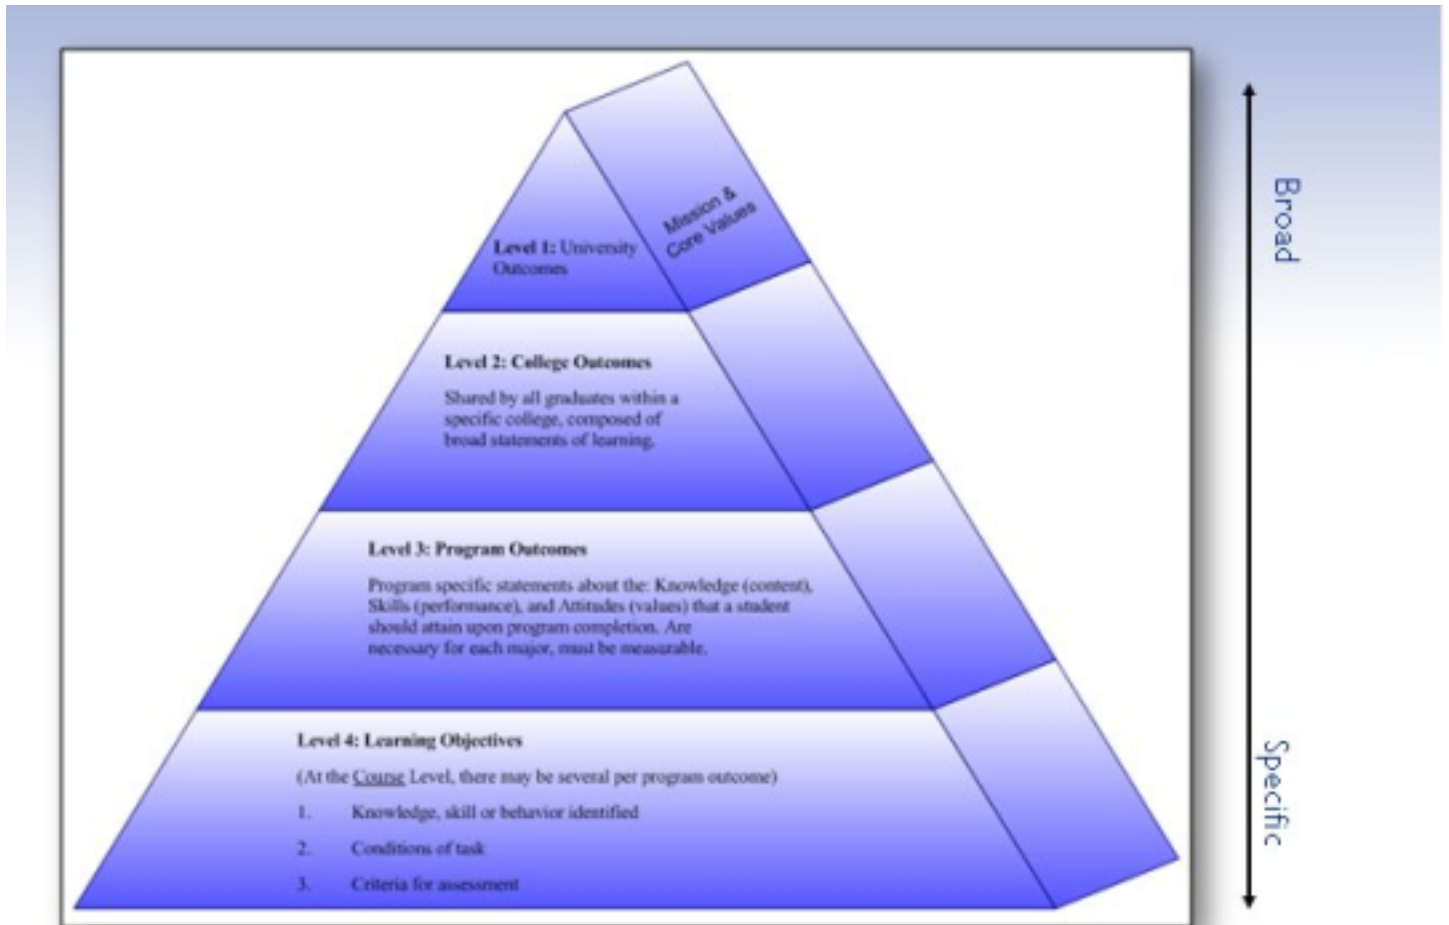 Mission &
Core Values
Level 1: University
Outcomes
Level 2: College Outcomes
Shared by all graduates within a
specific college, composed of
broad statements of learning.
Level 3: Program Outcomes
Program specific statements about the: Knowledge (content),
Skills (performance), and Attitudes (values) that a student
should attain upon program completion. Are
necessary for each major, must be measurable.
Level 4: Learning Objectives
(At the Course Level, there may be several per program outcome)
1. Knowledge, skill or behavior identified
2. Conditions of task
3. Criteria for assessment
Broad
Specific